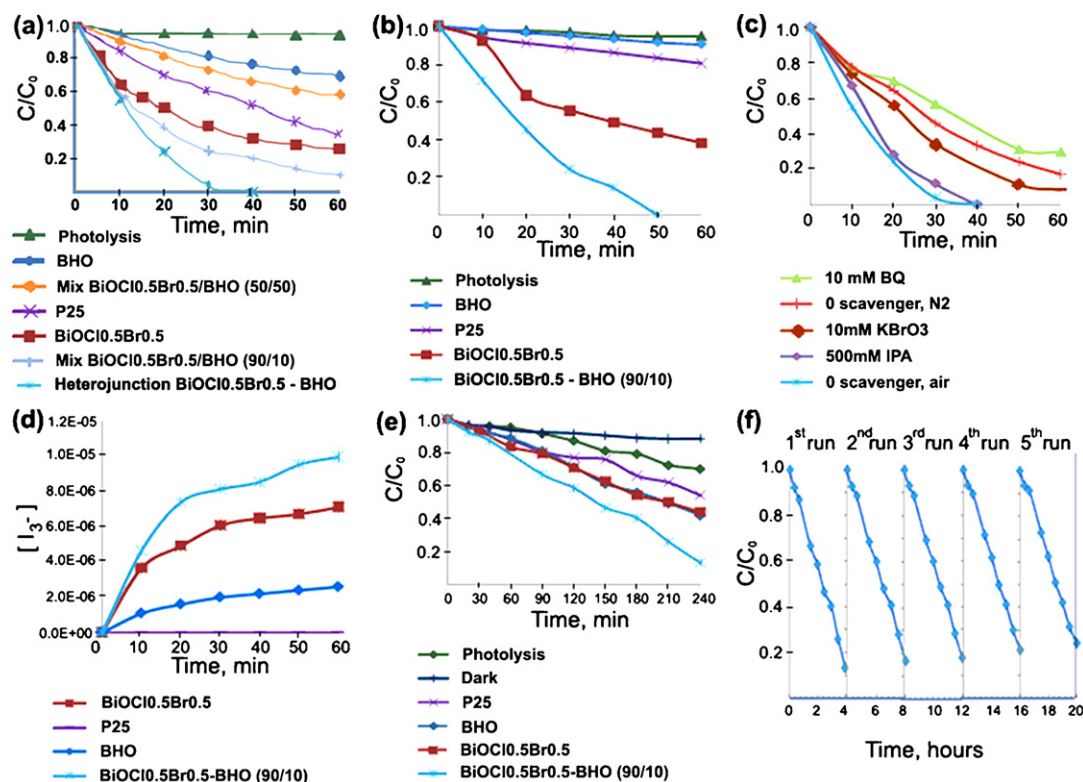 (a)
C/C0
1.0
0.8
0.6
0.4
0.2
0 10 20 30 40 50 60
Time, min
Photolysis
BHO
Mix BiOCl0.5Br0.5/BHO (50/50)
P25
BiOCl0.5Br0.5
Mix BiOCl0.5Br0.5/BHO (90/10)
Heterojunction BiOCl0.5Br0.5 - BHO
(b)
C/C0
1.0
0.8
0.6
0.4
0.2
0 10 20 30 40 50 60
Time, min
Photolysis
BHO
P25
BiOCl0.5Br0.5
BiOCl0.5Br0.5 - BHO (90/10)
(c)
C/C0
1.0
0.8
0.6
0.4
0.2
0 10 20 30 40 50 60
Time, min
10 mM BQ
0 scavenger, N2
10mM KBrO3
500mM IPA
0 scavenger, air
(d)
[ I3- ]
1.2E-05
1.0E-05
8.0E-06
6.0E-06
4.0E-06
2.0E-06
0.0E+00
0 10 20 30 40 50 60
Time, min
BiOCl0.5Br0.5
P25
BHO
BiOCl0.5Br0.5-BHO (90/10)
(e)
C/C0
1.0
0.8
0.6
0.4
0.2
0 30 60 90 120 150 180 210 240
Time, min
Photolysis
Dark
P25
BHO
BiOCl0.5Br0.5
BiOCl0.5Br0.5-BHO (90/10)
(f)
1st run 2nd run 3rd run 4th run 5th run
C/C0
1.0
0.8
0.6
0.4
0.2
0 2 4 6 8 10 12 14 16 18 20
Time, hours